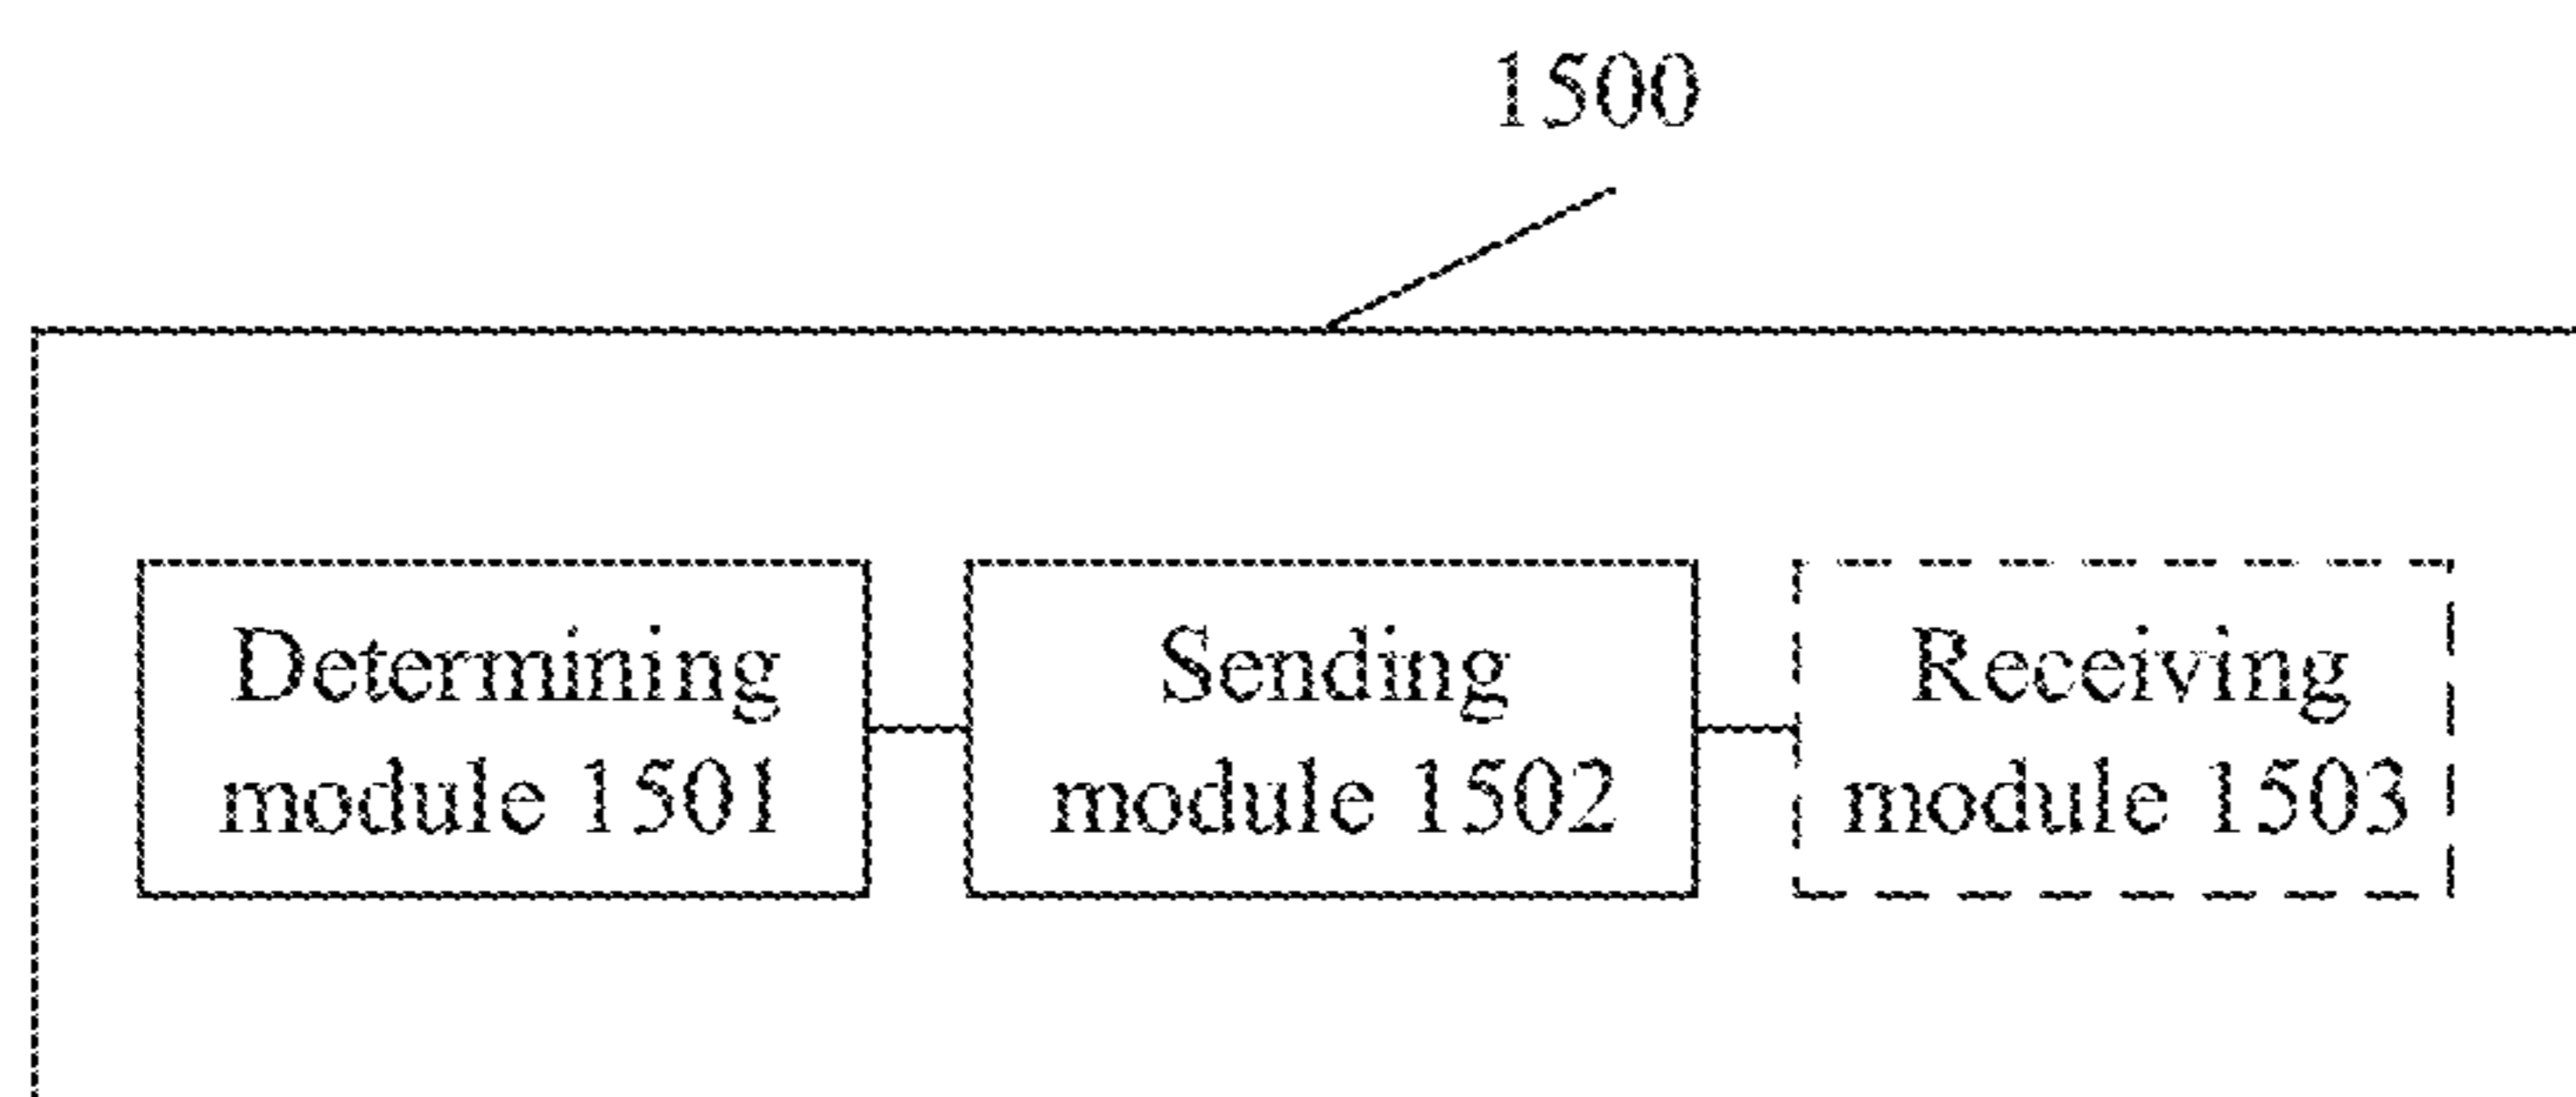 1500
Determining
module 1501
Sending
module 1502
Receiving
module 1503